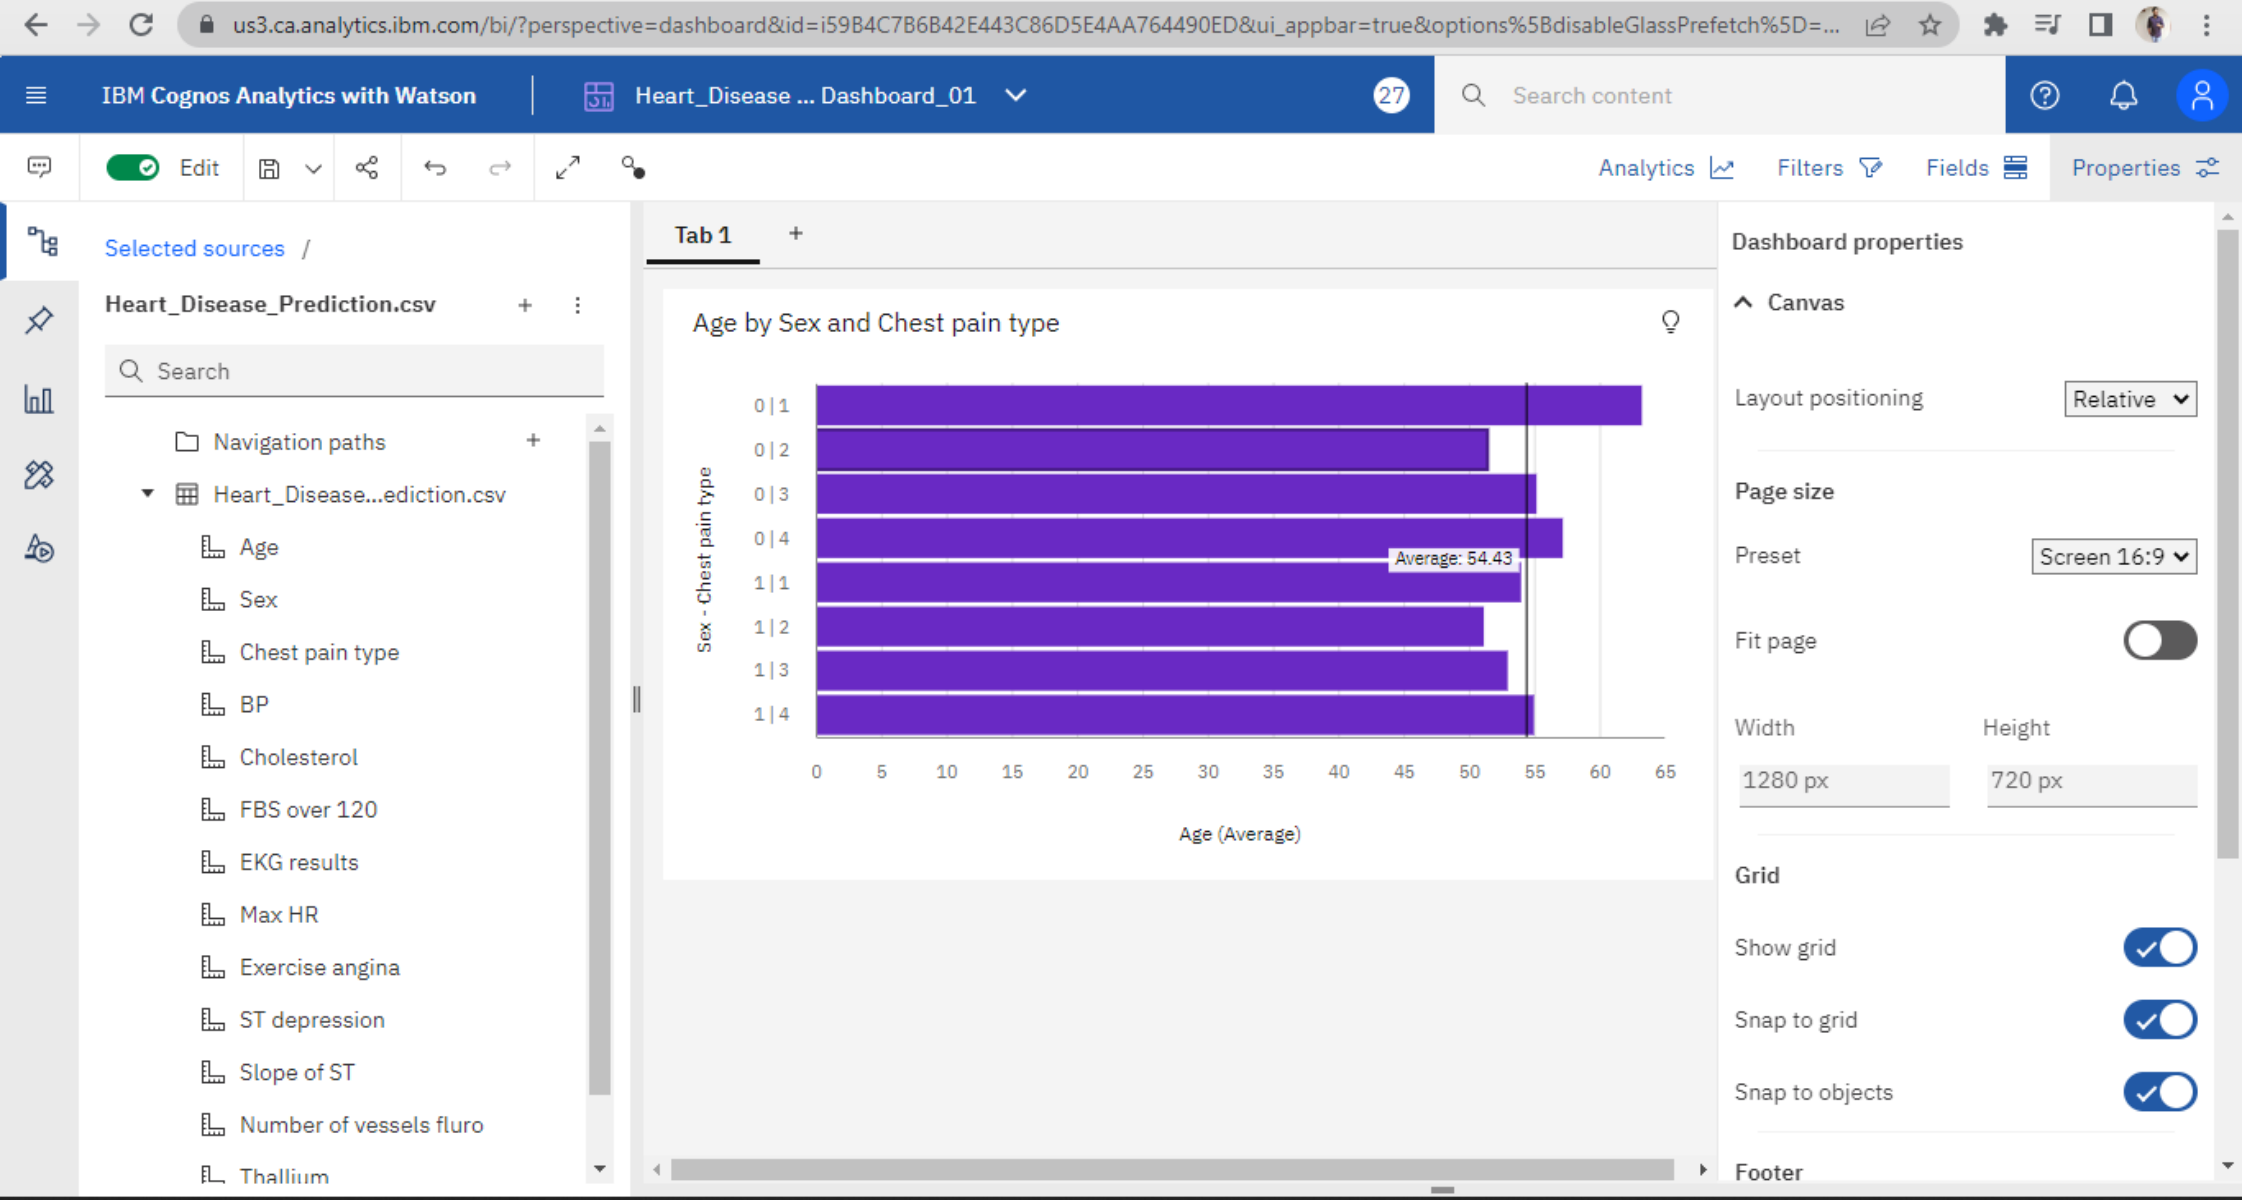 us3.ca.analytics.ibm.com/bi/?perspective=dashboard&id=i59B4C7B6B42E443C86D5E4AA764490ED&ui_appbar=true&options%5BdisableGlassPrefetch%5D=...
IBM Cognos Analytics with Watson
Heart_Disease ... Dashboard_01
27
Search content
Edit
Analytics
Filters
Fields
Properties
Selected sources /
Heart_Disease_Prediction.csv
Search
Navigation paths
Heart_Disease...ediction.csv
Age
Sex
Chest pain type
BP
Cholesterol
FBS over 120
EKG results
Max HR
Exercise angina
ST depression
Slope of ST
Number of vessels fluro
Thallium
Tab 1
Age by Sex and Chest pain type
Sex - Chest pain type
0|1
0|2
0|3
0|4
1|1
1|2
1|3
1|4
Average: 54.43
0 5 10 15 20 25 30 35 40 45 50 55 60 65
Age (Average)
Dashboard properties
Canvas
Layout positioning Relative
Page size
Preset Screen 16:9
Fit page
Width Height
1280 px 720 px
Grid
Show grid
Snap to grid
Snap to objects
Footer